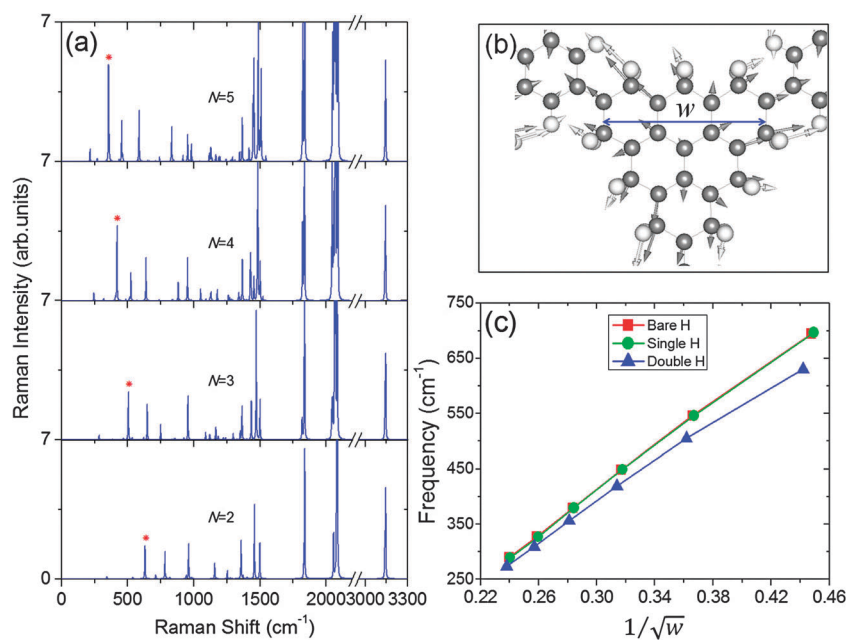 (a)
7
N=5
7
N=4
7
N=3
7
N=2
0
0 500 1000 1500 2000 3000 3300
Raman Shift (cm⁻¹)
Raman Intensity (arb.units)
(b)
w
(c)
Bare H
Single H
Double H
750
650
550
450
350
250
0.22 0.26 0.30 0.34 0.38 0.42 0.46
1/√w
Frequency (cm⁻¹)